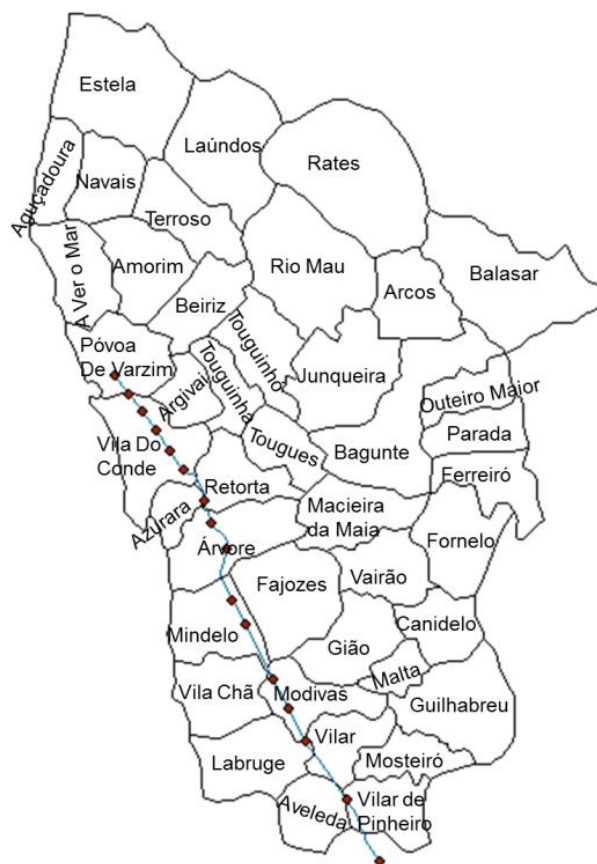 Estela
Laúndos
Rates
Aguçadoura
Navais
Terroso
A Ver o Mar
Amorim
Rio Mau
Balasar
Arcos
Beiriz
Póvoa
De Varzim
Argivai
Touguinha
Touguinhó
Junqueira
Outeiro Maior
Vila Do
Conde
Tougues
Bagunte
Parada
Ferreiró
Retorta
Azurara
Macieira
da Maia
Árvore
Fornelo
Vairão
Fajozes
Mindelo
Gião
Canidelo
Malta
Vila Chã
Modivas
Guilhabreu
Vilar
Labruge
Mosteiró
Aveleda
Vilar de
Pinheiro